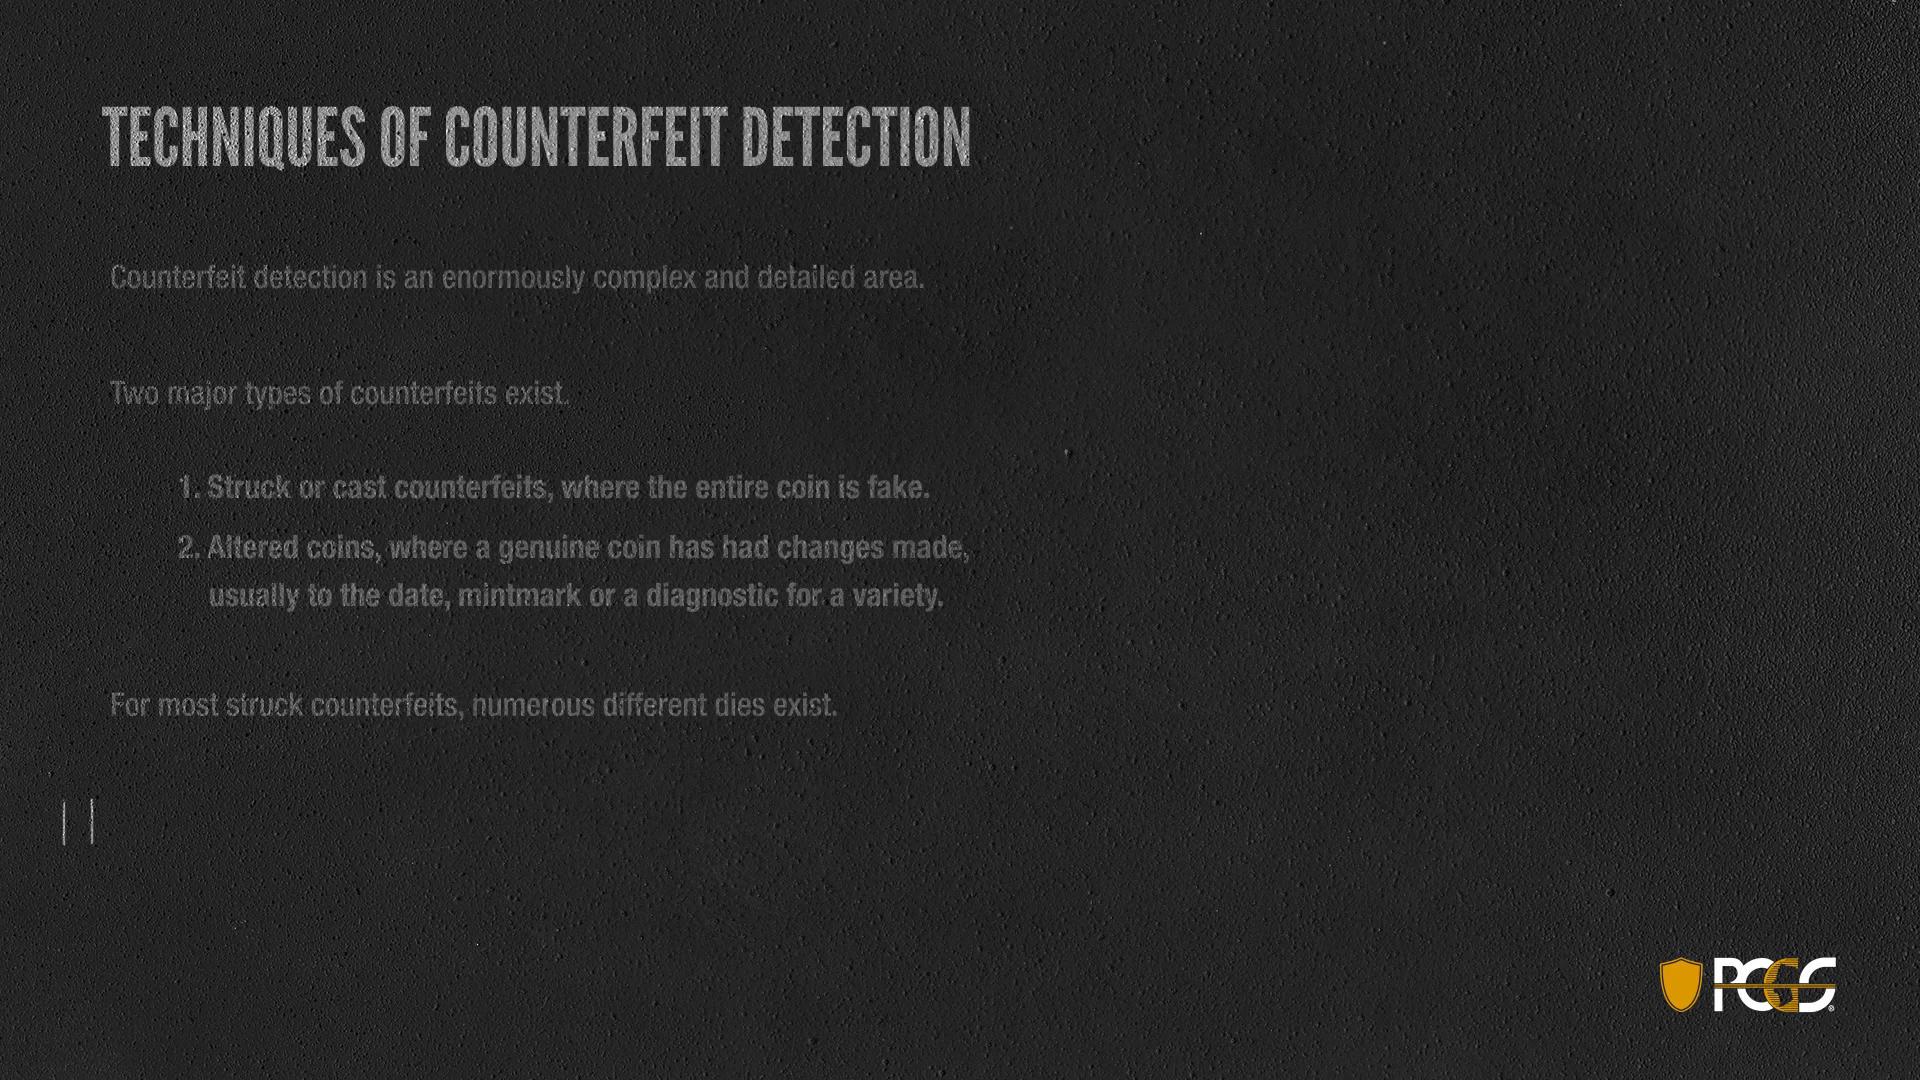 TECHNIQUES OF COUNTERFEIT DETECTION
Counterfeit detection is an enormously complex and detailed area.
Two major types of counterfeits exist.
1. Struck or cast counterfeits, where the entire coin is fake.
2. Altered coins, where a genuine coin has had changes made,
usually to the date, mintmark or a diagnostic for a variety.
For most struck counterfeits, numerous different dies exist.
PCGS®